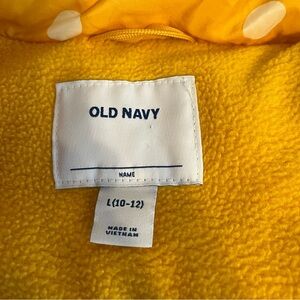 OLD NAVY
NAME
L(10-12)
MADE IN
VIETNAM